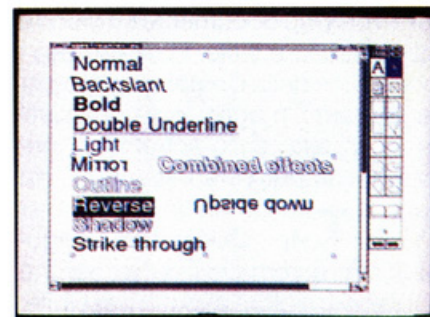 Normal
Backslant
Bold
Double Underline
Light
Mirror Combined effects
Outline
Reverse Upside down
Shadow
Strike through
A